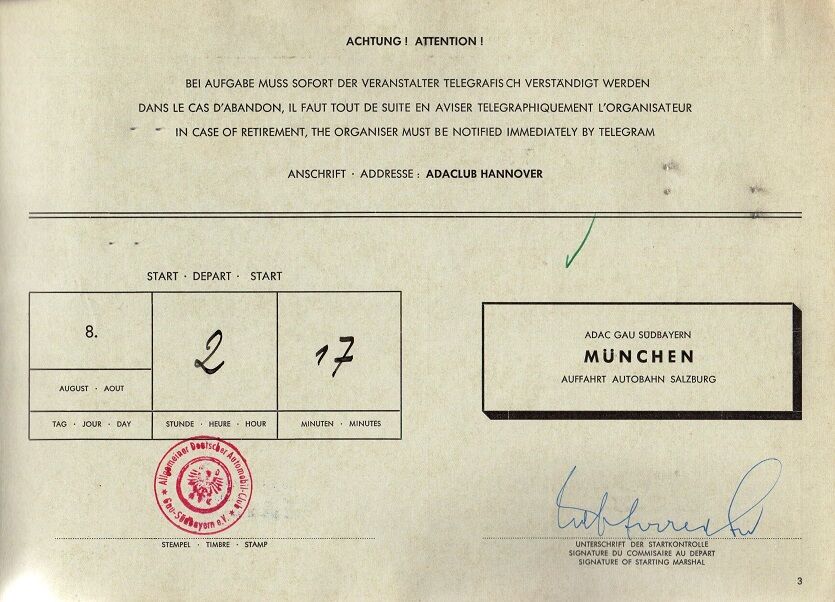 ACHTUNG! ATTENTION!
BEI AUFGABE MUSS SOFORT DER VERANSTALTER TELEGRAFISCH VERSTÄNDIGT WERDEN
DANS LE CAS D'ABANDON, IL FAUT TOUT DE SUITE EN AVISER TELEGRAPHIQUEMENT L'ORGANISATEUR
IN CASE OF RETIREMENT, THE ORGANISER MUST BE NOTIFIED IMMEDIATELY BY TELEGRAM
ANSCHRIFT · ADDRESSE: ADACLUB HANNOVER
START · DEPART · START
8.
2
17
AUGUST · AOUT
TAG · JOUR · DAY
STUNDE · HEURE · HOUR
MINUTEN · MINUTES
ADAC GAU SÜDBAYERN
MÜNCHEN
AUFFAHRT AUTOBAHN SALZBURG
Allgemeiner Deutscher Automobil-Club
Gau-Südbayern e.V.
STEMPEL · TIMBRE · STAMP
UNTERSCHRIFT DER STARTKONTROLLE
SIGNATURE DU COMMISAIRE AU DEPART
SIGNATURE OF STARTING MARSHAL
3